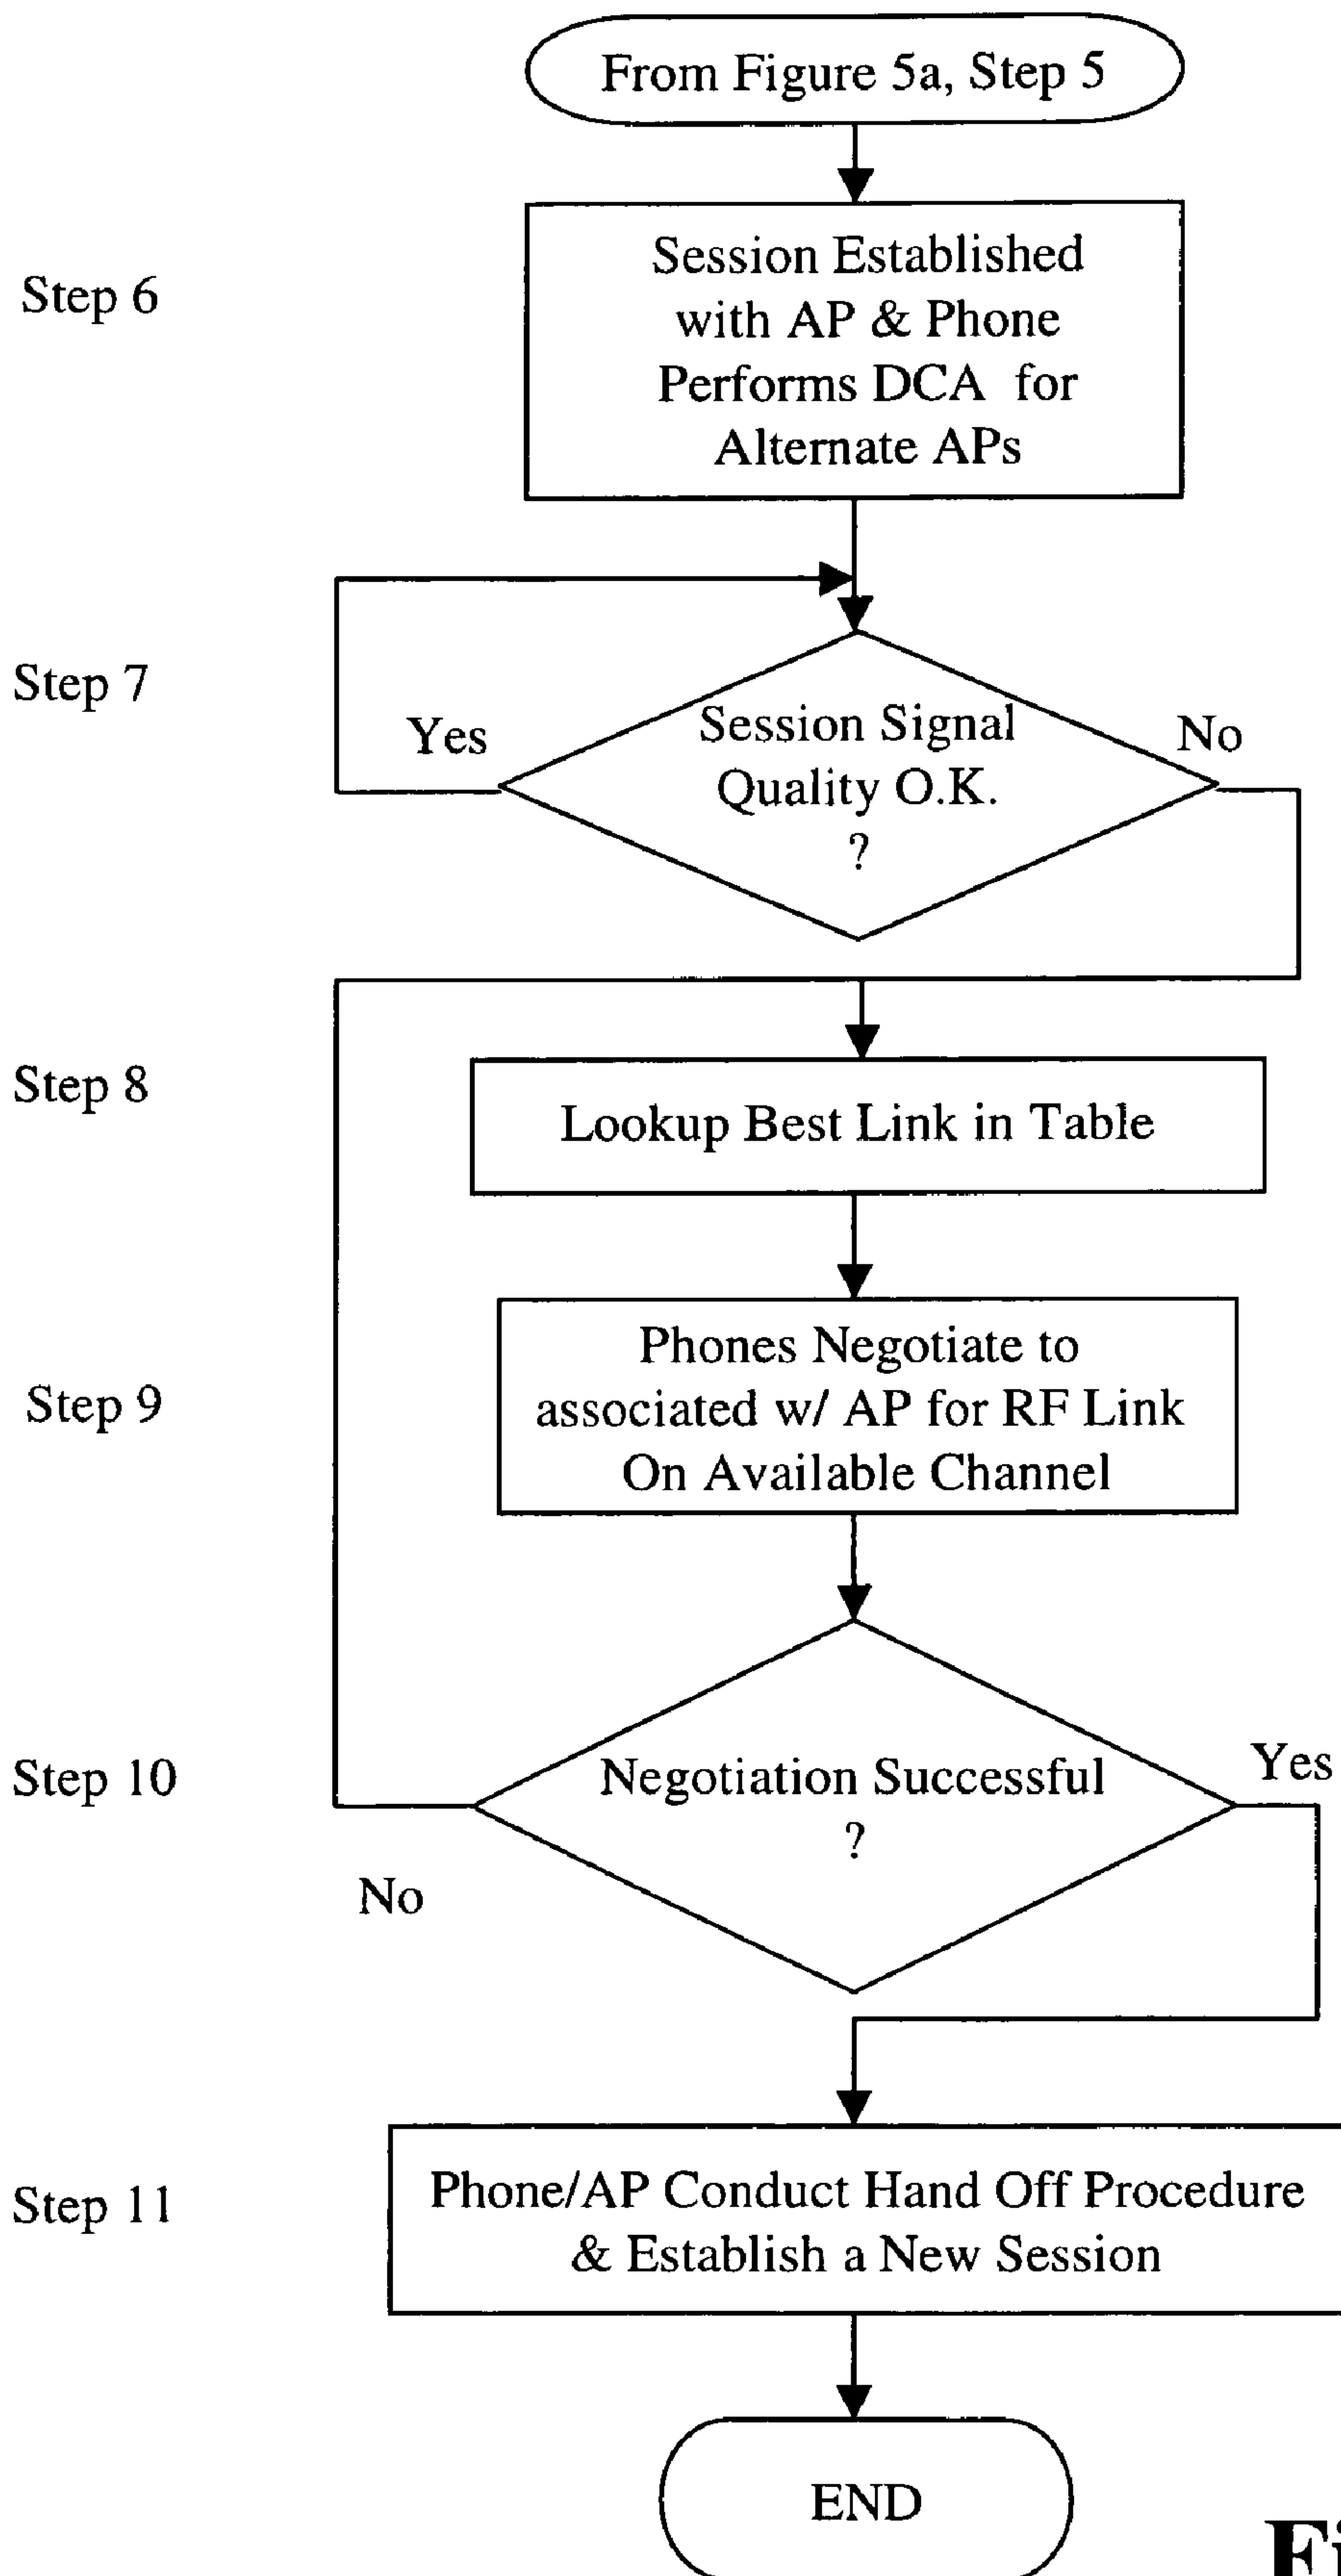 From Figure 5a, Step 5
Step 6
Session Established
with AP & Phone
Performs DCA for
Alternate APs
Step 7
Yes
Session Signal
Quality O.K.
?
No
Step 8
Lookup Best Link in Table
Step 9
Phones Negotiate to
associated w/ AP for RF Link
On Available Channel
Step 10
Negotiation Successful
?
Yes
No
Step 11
Phone/AP Conduct Hand Off Procedure
& Establish a New Session
END